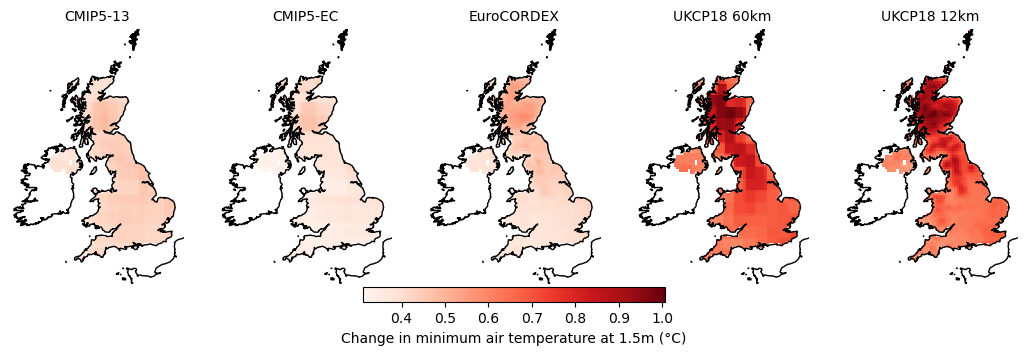 CMIP5-13 CMIP5-EC EuroCORDEX UKCP18 60km UKCP18 12km
0.4 0.5 0.6 0.7 0.8 0.9 1.0
Change in minimum air temperature at 1.5m (°C)